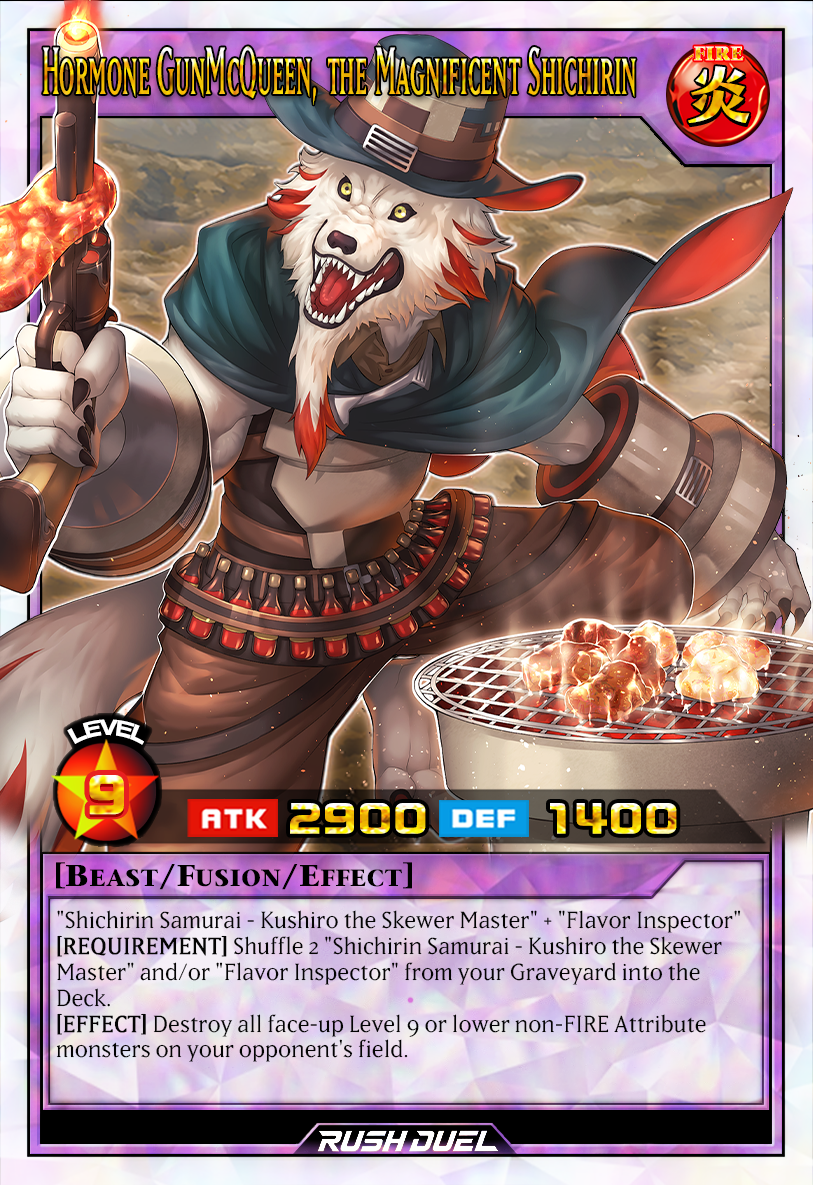 Hormone GunMcQueen, the Magnificent Shichirin
FIRE
炎
LEVEL
9
ATK 2900 DEF 1400
[Beast/Fusion/Effect]
"Shichirin Samurai - Kushiro the Skewer Master" + "Flavor Inspector"
[REQUIREMENT] Shuffle 2 "Shichirin Samurai - Kushiro the Skewer
Master" and/or "Flavor Inspector" from your Graveyard into the
Deck.
[EFFECT] Destroy all face-up Level 9 or lower non-FIRE Attribute
monsters on your opponent's field.
RUSH DUEL